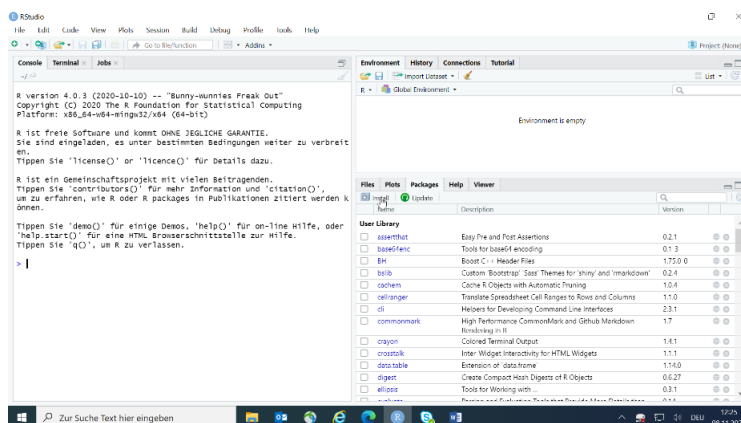 RStudio
File Edit Code View Plots Session Build Debug Profile Tools Help
Go to file/function Addins Project: (None)
Console Terminal Jobs
~/
R version 4.0.3 (2020-10-10) -- "Bunny-Wunnies Freak Out"
Copyright (C) 2020 The R Foundation for Statistical Computing
Platform: x86_64-w64-mingw32/x64 (64-bit)
R ist freie Software und kommt OHNE JEGLICHE GARANTIE.
Sie sind eingeladen, es unter bestimmten Bedingungen weiter zu verbreit
en.
Tippen Sie 'license()' or 'licence()' für Details dazu.
R ist ein Gemeinschaftsprojekt mit vielen Beitragenden.
Tippen Sie 'contributors()' für mehr Information und 'citation()',
um zu erfahren, wie R oder R packages in Publikationen zitiert werden k
önnen.
Tippen Sie 'demo()' für einige Demos, 'help()' für on-line Hilfe, oder
'help.start()' für eine HTML Browserschnittstelle zur Hilfe.
Tippen Sie 'q()', um R zu verlassen.
>
Environment History Connections Tutorial
Import Dataset List
R Global Environment
Environment is empty
Files Plots Packages Help Viewer
Install Update
Name Description Version
User Library
assertthat Easy Pre and Post Assertions 0.2.1
base64enc Tools for base64 encoding 0.1-3
BH Boost C++ Header Files 1.75.0-0
bslib Custom 'Bootstrap' 'Sass' Themes for 'shiny' and 'rmarkdown' 0.2.4
cachem Cache R Objects with Automatic Pruning 1.0.4
cellranger Translate Spreadsheet Cell Ranges to Rows and Columns 1.1.0
cli Helpers for Developing Command Line Interfaces 2.3.1
commonmark High Performance CommonMark and Github Markdown 1.7
Rendering in R
crayon Colored Terminal Output 1.4.1
crosstalk Inter-Widget Interactivity for HTML Widgets 1.1.1
data.table Extension of `data.frame` 1.14.0
digest Create Compact Hash Digests of R Objects 0.6.27
ellipsis Tools for Working with ... 0.3.1
Zur Suche Text hier eingeben
DEU 12:25